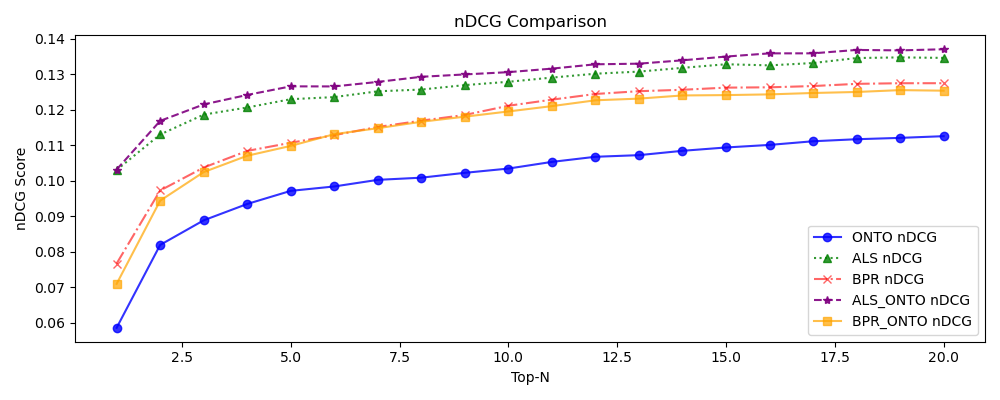 nDCG Comparison
nDCG Score
0.14
0.13
0.12
0.11
0.10
0.09
0.08
0.07
0.06
ONTO nDCG
ALS nDCG
BPR nDCG
ALS_ONTO nDCG
BPR_ONTO nDCG
2.5 5.0 7.5 10.0 12.5 15.0 17.5 20.0
Top-N